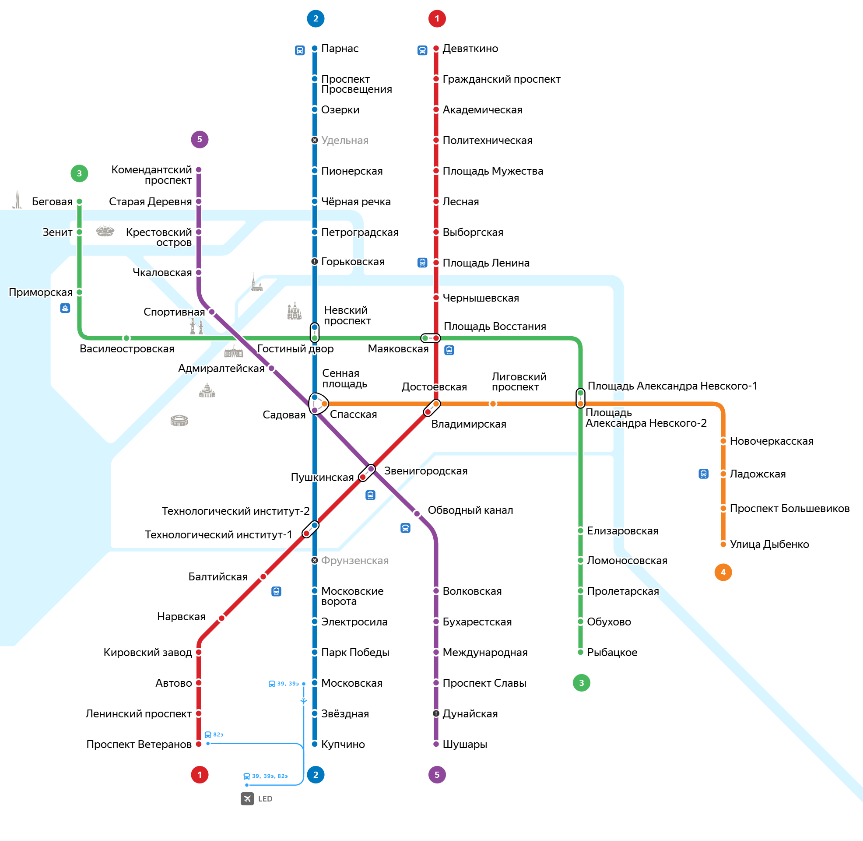 2
1
Парнас
Девяткино
Проспект
Просвещения
Гражданский проспект
Озерки
Академическая
5
Удельная
Политехническая
3
Комендантский
проспект
Пионерская
Площадь Мужества
Беговая
Старая Деревня
Чёрная речка
Лесная
Зенит
Крестовский
остров
Петроградская
Выборгская
Горьковская
Площадь Ленина
Чкаловская
Приморская
Чернышевская
Спортивная
Невский
проспект
Площадь Восстания
Василеостровская
Гостиный двор
Маяковская
Адмиралтейская
Сенная
площадь
Достоевская
Лиговский
проспект
Площадь Александра Невского-1
Садовая
Спасская
Владимирская
Площадь
Александра Невского-2
Новочеркасская
Пушкинская
Звенигородская
Ладожская
Технологический институт-2
Обводный канал
Проспект Большевиков
Технологический институт-1
Елизаровская
Улица Дыбенко
Фрунзенская
Ломоносовская
4
Балтийская
Московские
ворота
Волковская
Пролетарская
Нарвская
Электросила
Бухарестская
Обухово
Кировский завод
Парк Победы
Международная
Рыбацкое
Автово
39, 39э
Московская
Проспект Славы
3
Ленинский проспект
Звёздная
Дунайская
82э
Проспект Ветеранов
Купчино
Шушары
1
39, 39э, 82э
2
5
LED